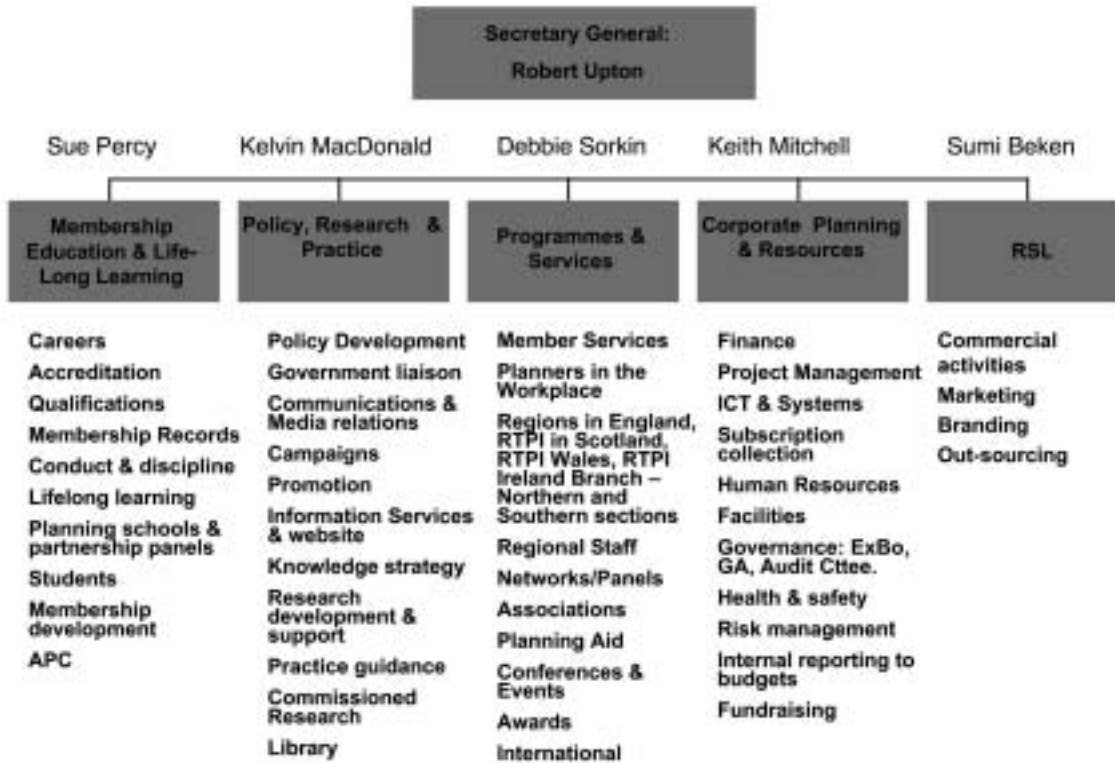 Secretary General:
Robert Upton
Sue Percy
Kelvin MacDonald
Debbie Sorkin
Keith Mitchell
Sumi Beken
Membership
Education & Life-
Long Learning
Policy, Research &
Practice
Programmes &
Services
Corporate Planning
& Resources
RSL
Careers
Accreditation
Qualifications
Membership Records
Conduct & discipline
Lifelong learning
Planning schools &
partnership panels
Students
Membership
development
APC
Policy Development
Government liaison
Communications &
Media relations
Campaigns
Promotion
Information Services
& website
Knowledge strategy
Research
development &
support
Practice guidance
Commissioned
Research
Library
Member Services
Planners in the
Workplace
Regions in England,
RTPI in Scotland,
RTPI Wales, RTPI
Ireland Branch –
Northern and
Southern sections
Regional Staff
Networks/Panels
Associations
Planning Aid
Conferences &
Events
Awards
International
Finance
Project Management
ICT & Systems
Subscription
collection
Human Resources
Facilities
Governance: ExBo,
GA, Audit Cttee.
Health & safety
Risk management
Internal reporting to
budgets
Fundraising
Commercial
activities
Marketing
Branding
Out-sourcing